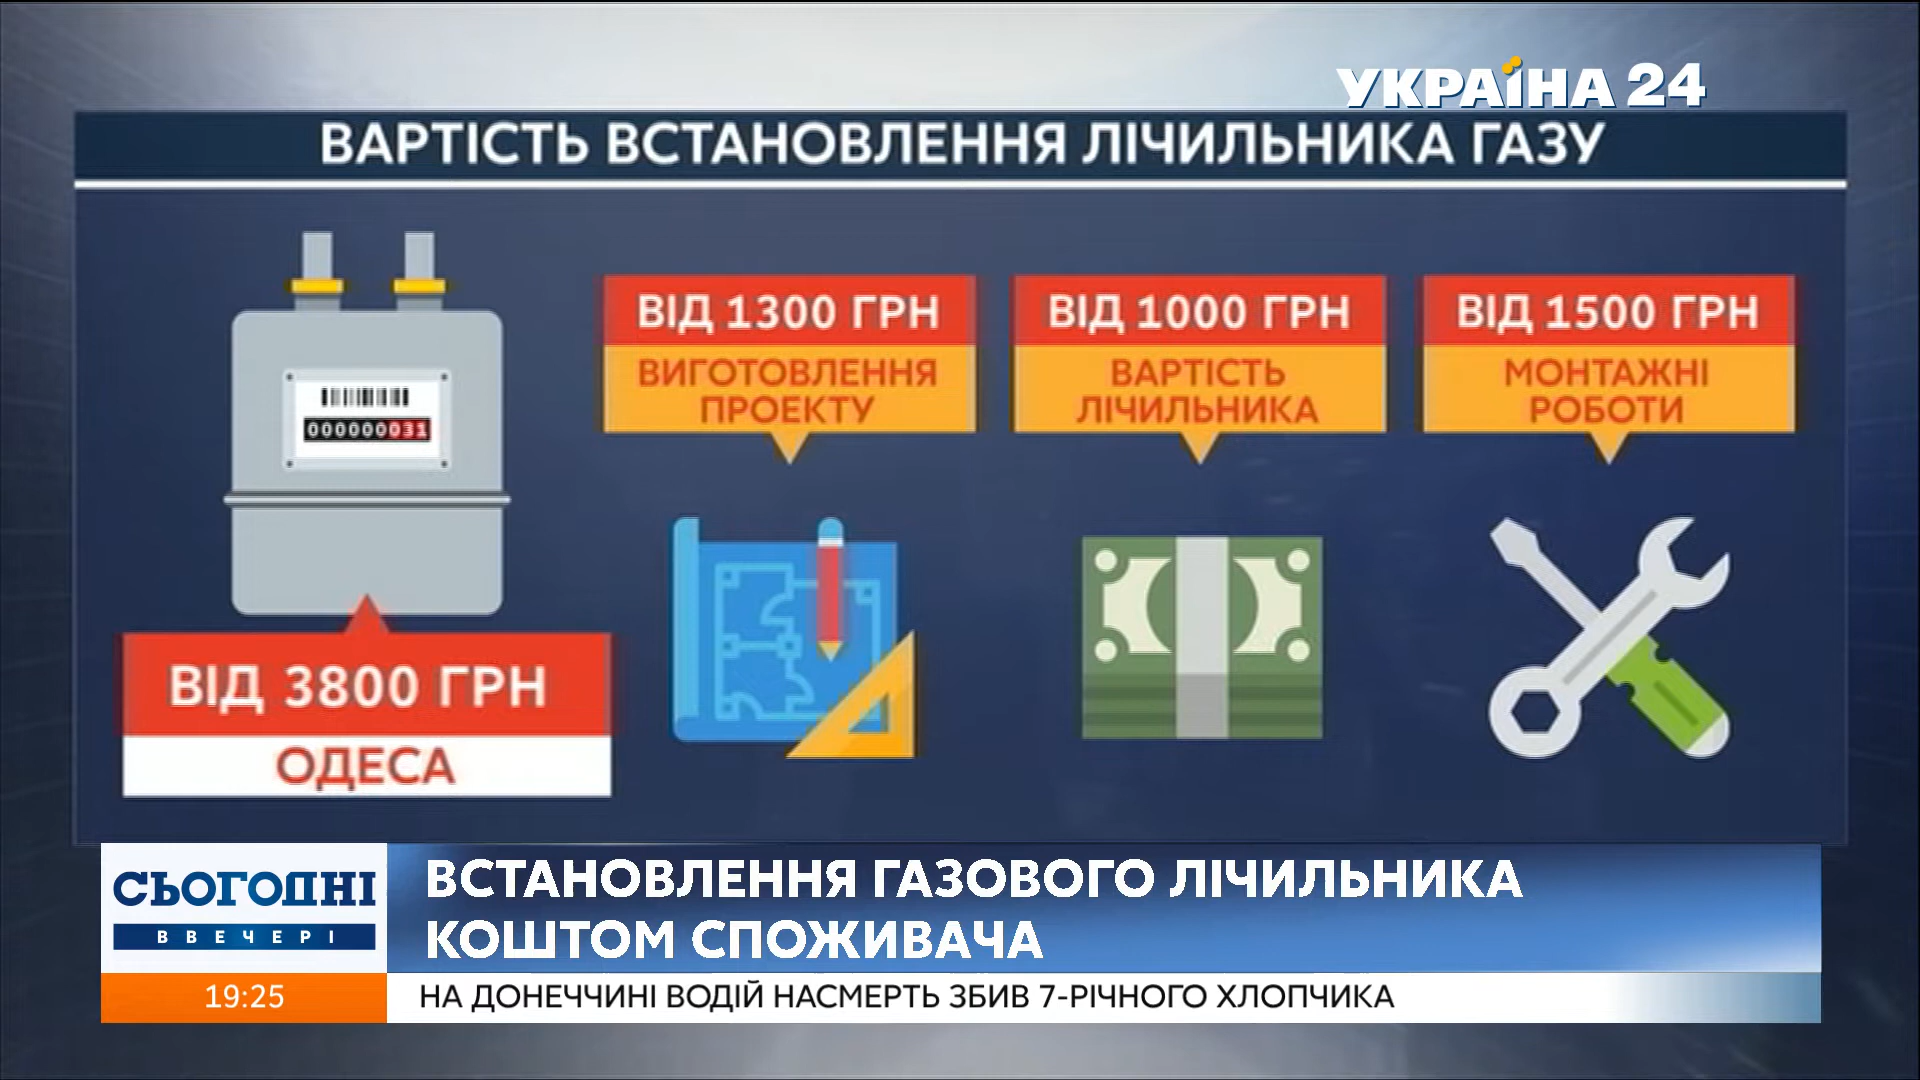 УКРАЇНА 24
ВАРТІСТЬ ВСТАНОВЛЕННЯ ЛІЧИЛЬНИКА ГАЗУ
000000031
ВІД 3800 ГРН
ОДЕСА
ВІД 1300 ГРН
ВИГОТОВЛЕННЯ
ПРОЕКТУ
ВІД 1000 ГРН
ВАРТІСТЬ
ЛІЧИЛЬНИКА
ВІД 1500 ГРН
МОНТАЖНІ
РОБОТИ
СЬОГОДНІ
ВВЕЧЕРІ
19:25
ВСТАНОВЛЕННЯ ГАЗОВОГО ЛІЧИЛЬНИКА
КОШТОМ СПОЖИВАЧА
НА ДОНЕЧЧИНІ ВОДІЙ НАСМЕРТЬ ЗБИВ 7-РІЧНОГО ХЛОПЧИКА